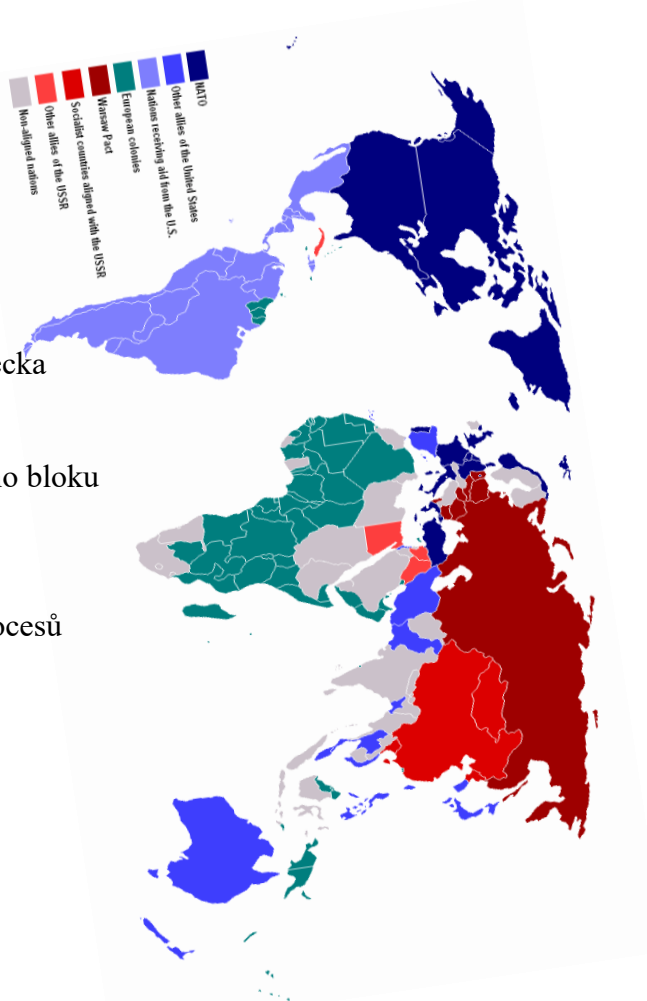 NATO
Other allies of the United States
Nations receiving aid from the U.S.
European colonies
Warsaw Pact
Socialist countries aligned with the USSR
Other allies of the USSR
Non-aligned nations
ecka
o bloku
ocesů